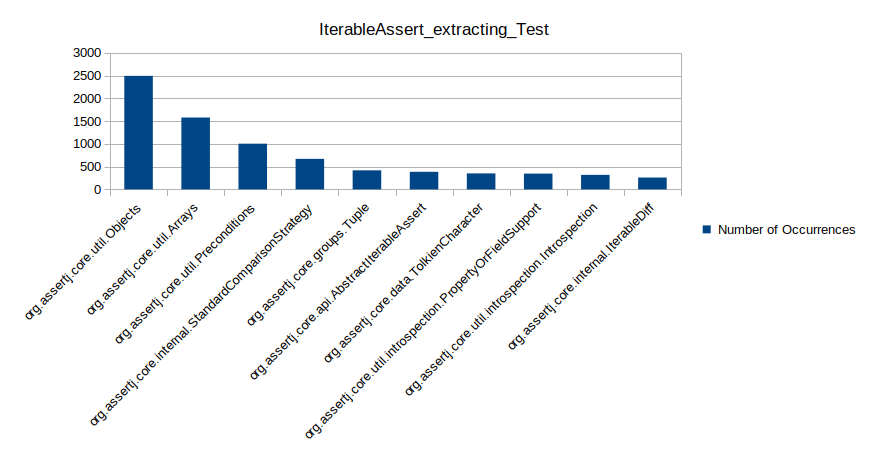 IterableAssert_extracting_Test
3000
2500
2000
1500
1000
500
0
org.assertj.core.util.Objects
org.assertj.core.util.Arrays
org.assertj.core.util.Preconditions
org.assertj.core.internal.StandardComparisonStrategy
org.assertj.core.groups.Tuple
org.assertj.core.api.AbstractIterableAssert
org.assertj.core.data.TolkienCharacter
org.assertj.core.util.introspection.PropertyOrFieldSupport
org.assertj.core.util.introspection.Introspection
org.assertj.core.internal.IterableDiff
Number of Occurrences